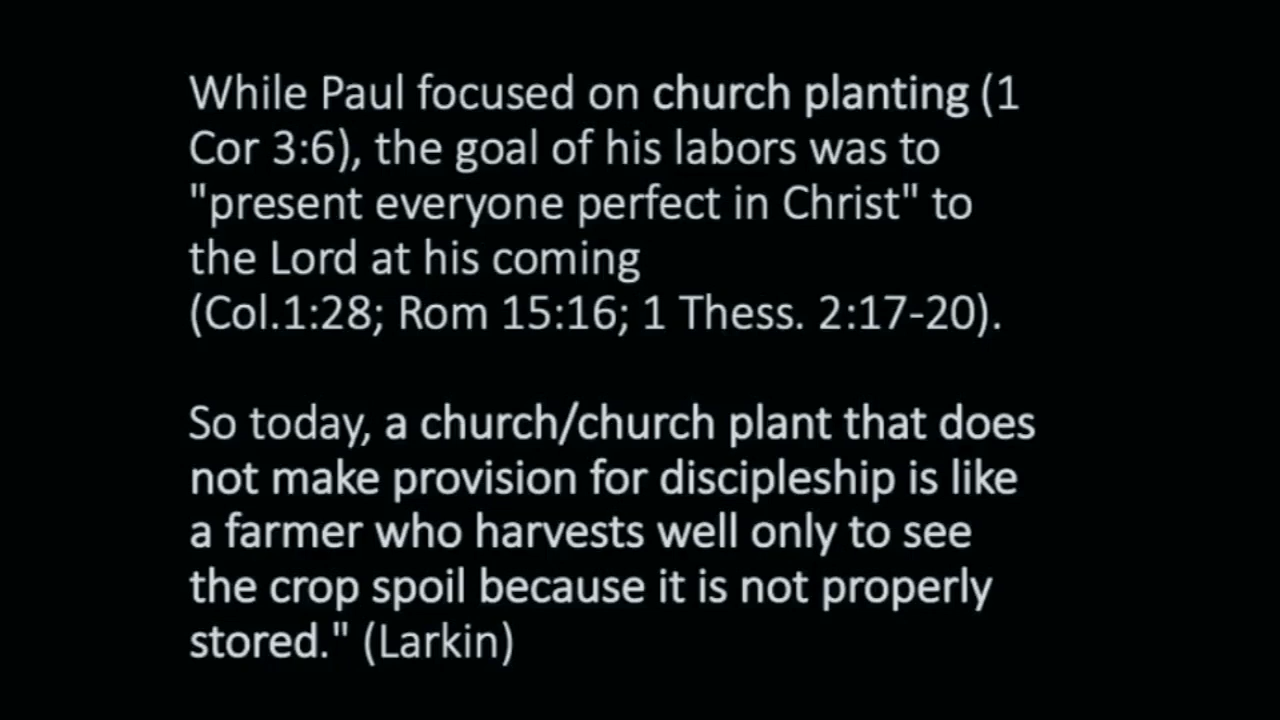 While Paul focused on church planting (1
Cor 3:6), the goal of his labors was to
"present everyone perfect in Christ" to
the Lord at his coming
(Col.1:28; Rom 15:16; 1 Thess. 2:17-20).
So today, a church/church plant that does
not make provision for discipleship is like
a farmer who harvests well only to see
the crop spoil because it is not properly
stored." (Larkin)